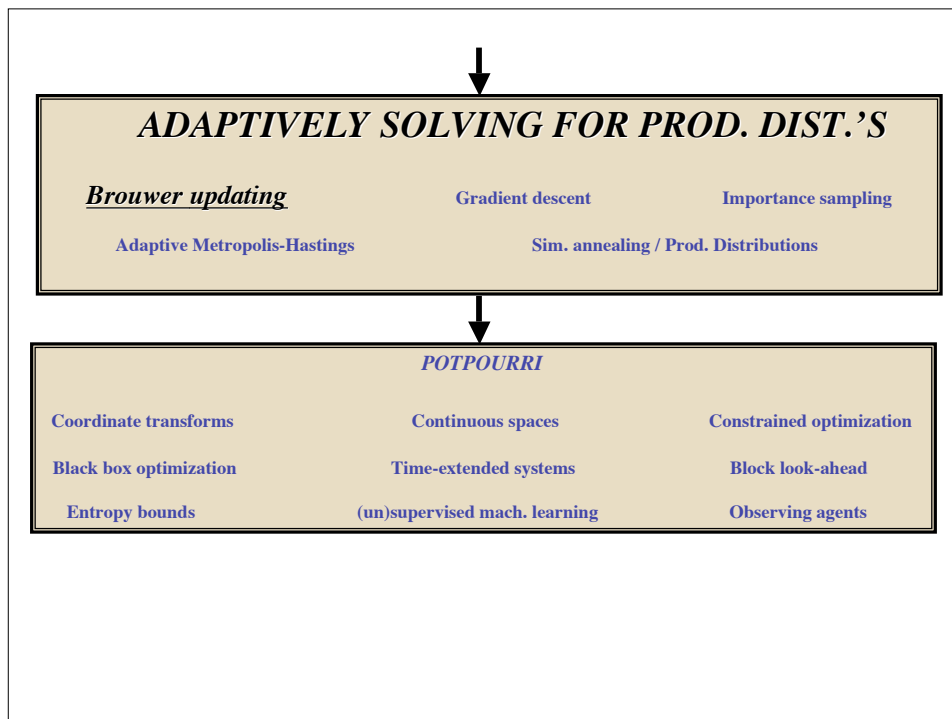 ADAPTIVELY SOLVING FOR PROD. DIST.'S
Brouwer updating Gradient descent Importance sampling
Adaptive Metropolis-Hastings Sim. annealing / Prod. Distributions
POTPOURRI
Coordinate transforms Continuous spaces Constrained optimization
Black box optimization Time-extended systems Block look-ahead
Entropy bounds (un)supervised mach. learning Observing agents